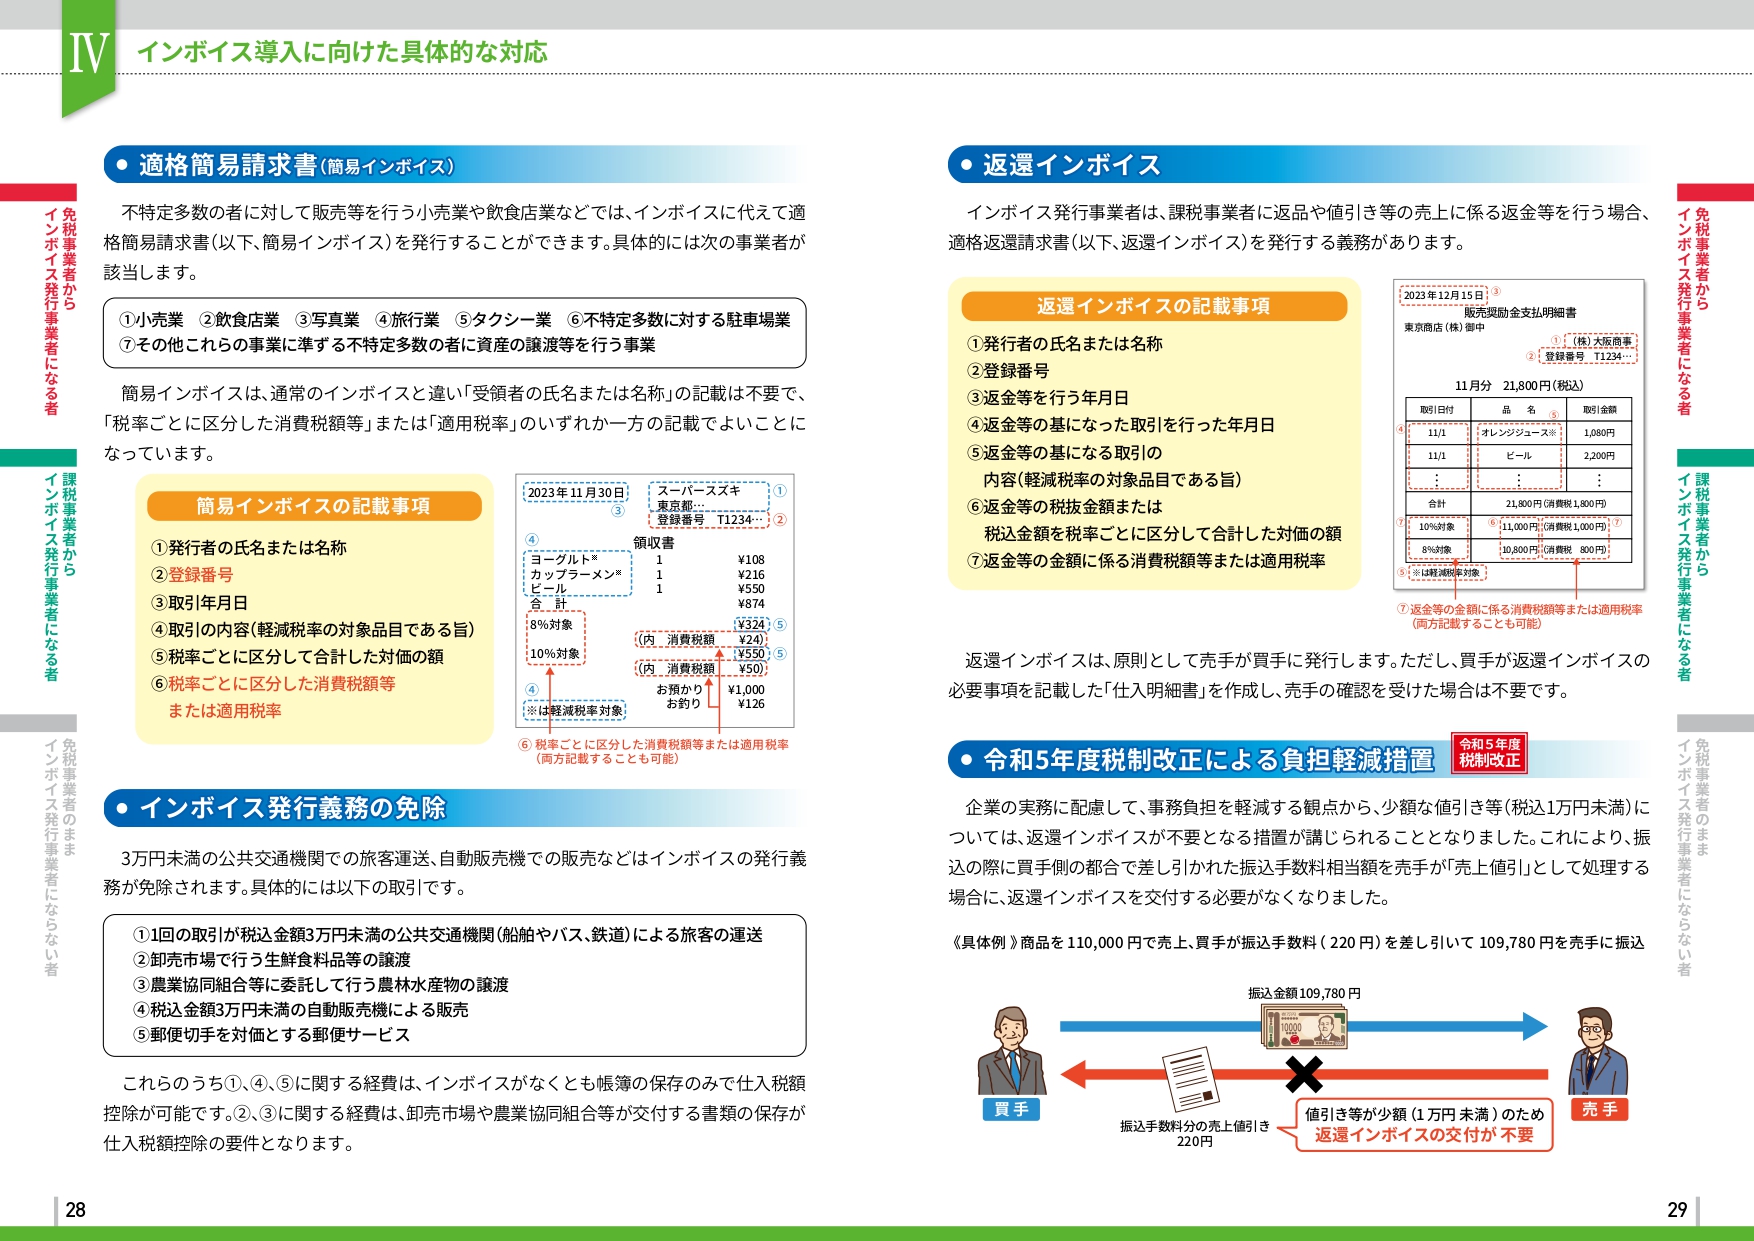 IV
インボイス導入に向けた具体的な対応
免税事業者から
インボイス発行事業者になる者
課税事業者から
インボイス発行事業者になる者
免税事業者のまま
インボイス発行事業者にならない者
● 適格簡易請求書(簡易インボイス)
不特定多数の者に対して販売等を行う小売業や飲食店業などでは、インボイスに代えて適
格簡易請求書(以下、簡易インボイス)を発行することができます。具体的には次の事業者が
該当します。
①小売業 ②飲食店業 ③写真業 ④旅行業 ⑤タクシー業 ⑥不特定多数に対する駐車場業
⑦その他これらの事業に準ずる不特定多数の者に資産の譲渡等を行う事業
簡易インボイスは、通常のインボイスと違い「受領者の氏名または名称」の記載は不要で、
「税率ごとに区分した消費税額等」または「適用税率」のいずれか一方の記載でよいことに
なっています。
簡易インボイスの記載事項
①発行者の氏名または名称
②登録番号
③取引年月日
④取引の内容(軽減税率の対象品目である旨)
⑤税率ごとに区分して合計した対価の額
⑥税率ごとに区分した消費税額等
または適用税率
2023年11月30日 スーパースズキ ①
③ 東京都…
登録番号 T1234… ②
④ 領収書
ヨーグルト※ 1 ¥108
カップラーメン※ 1 ¥216
ビール 1 ¥550
合 計 ¥874
8%対象 ¥324 ⑤
(内 消費税額 ¥24)
10%対象 ¥550 ⑤
(内 消費税額 ¥50)
④ お預かり ¥1,000
お釣り ¥126
※は軽減税率対象
⑥ 税率ごとに区分した消費税額等または適用税率
(両方記載することも可能)
● インボイス発行義務の免除
3万円未満の公共交通機関での旅客運送、自動販売機での販売などはインボイスの発行義
務が免除されます。具体的には以下の取引です。
①1回の取引が税込金額3万円未満の公共交通機関(船舶やバス、鉄道)による旅客の運送
②卸売市場で行う生鮮食料品等の譲渡
③農業協同組合等に委託して行う農林水産物の譲渡
④税込金額3万円未満の自動販売機による販売
⑤郵便切手を対価とする郵便サービス
これらのうち①、④、⑤に関する経費は、インボイスがなくとも帳簿の保存のみで仕入税額
控除が可能です。②、③に関する経費は、卸売市場や農業協同組合等が交付する書類の保存が
仕入税額控除の要件となります。
28
● 返還インボイス
インボイス発行事業者は、課税事業者に返品や値引き等の売上に係る返金等を行う場合、
適格返還請求書(以下、返還インボイス)を発行する義務があります。
返還インボイスの記載事項
①発行者の氏名または名称
②登録番号
③返金等を行う年月日
④返金等の基になった取引を行った年月日
⑤返金等の基になる取引の
内容(軽減税率の対象品目である旨)
⑥返金等の税抜金額または
税込金額を税率ごとに区分して合計した対価の額
⑦返金等の金額に係る消費税額等または適用税率
2023年12月15日 ③
販売奨励金支払明細書
東京商店(株)御中
① (株)大阪商事
② 登録番号 T1234…
11月分 21,800円(税込)
取引日付 品 名 ⑤ 取引金額
④ 11/1 オレンジジュース※ 1,080円
11/1 ビール 2,200円
⋮ ⋮ ⋮
合計 21,800円(消費税1,800円)
⑦ 10%対象 ⑥ 11,000円(消費税1,000円) ⑦
8%対象 10,800円(消費税 800円)
⑤ ※は軽減税率対象
⑦ 返金等の金額に係る消費税額等または適用税率
(両方記載することも可能)
返還インボイスは、原則として売手が買手に発行します。ただし、買手が返還インボイスの
必要事項を記載した「仕入明細書」を作成し、売手の確認を受けた場合は不要です。
● 令和5年度税制改正による負担軽減措置
令和5年度
税制改正
企業の実務に配慮して、事務負担を軽減する観点から、少額な値引き等(税込1万円未満)に
ついては、返還インボイスが不要となる措置が講じられることとなりました。これにより、振
込の際に買手側の都合で差し引かれた振込手数料相当額を売手が「売上値引」として処理する
場合に、返還インボイスを交付する必要がなくなりました。
《具体例》商品を110,000円で売上、買手が振込手数料(220円)を差し引いて109,780円を売手に振込
振込金額109,780円
10000
買手
売手
振込手数料分の売上値引き
220円
値引き等が少額(1万円未満)のため
返還インボイスの交付が不要
免税事業者から
インボイス発行事業者になる者
課税事業者から
インボイス発行事業者になる者
免税事業者のまま
インボイス発行事業者にならない者
29